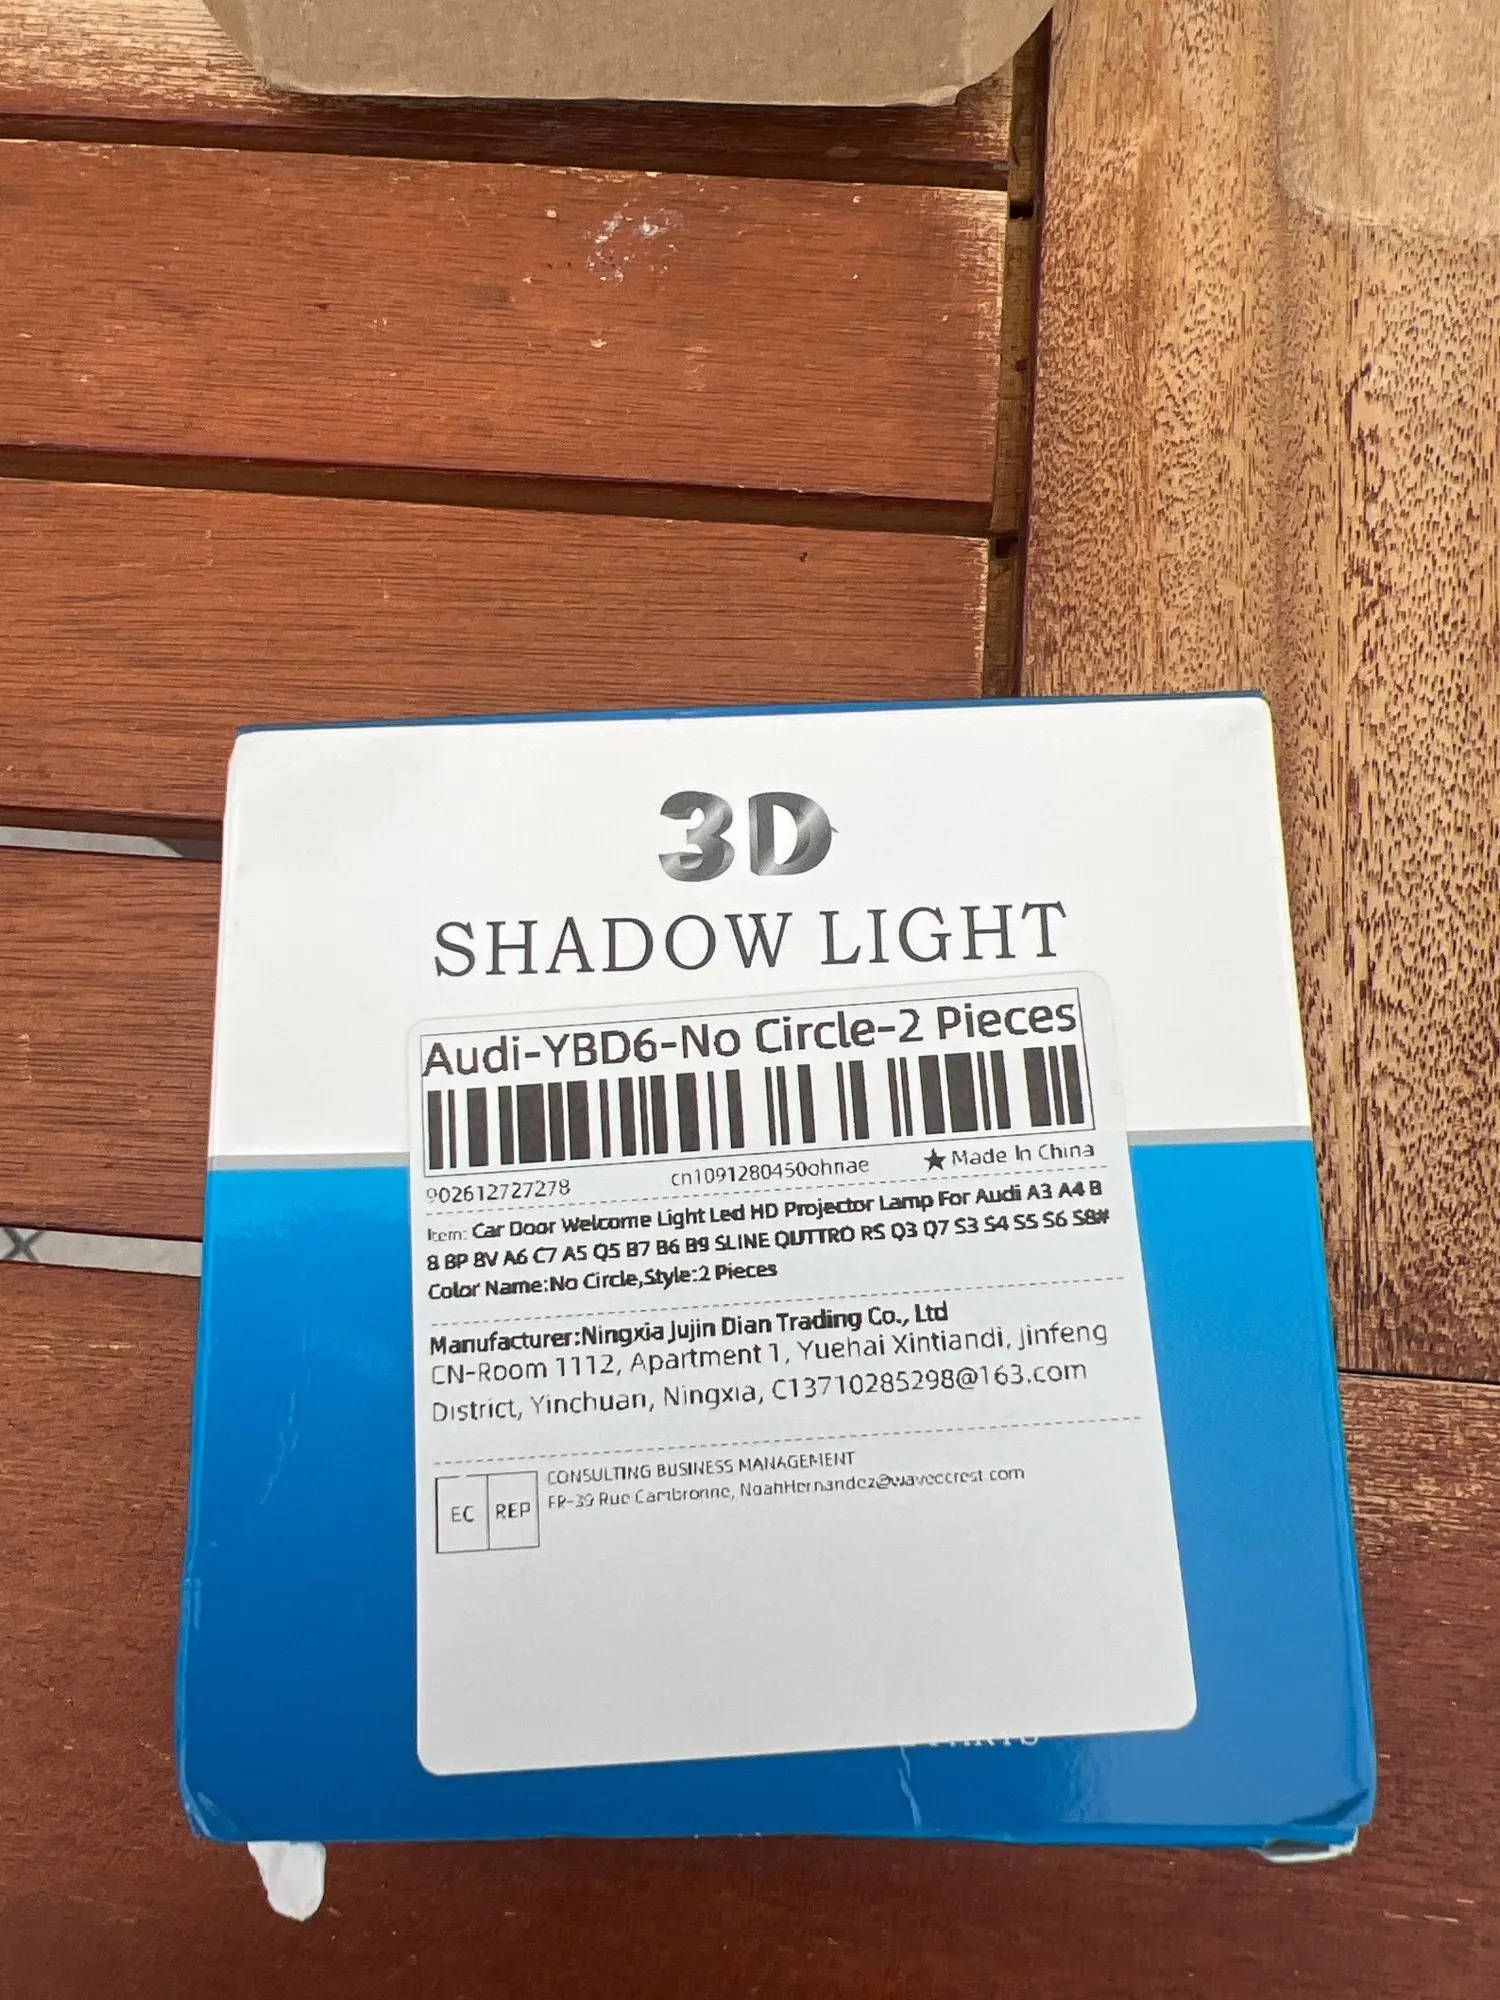 3D
SHADOW LIGHT
Audi-YBD6-No Circle-2 Pieces
902612727278
cn1091280450ohnae
★ Made In China
Item: Car Door Welcome Light Led HD Projector Lamp For Audi A3 A4 B
8 8P 8V A6 C7 A5 Q5 B7 B6 B9 SLINE QUTTRO RS Q3 Q7 S3 S4 S5 S6 S8#
Color Name:No Circle,Style:2 Pieces
Manufacturer:Ningxia Jujin Dian Trading Co., Ltd
CN-Room 1112, Apartment 1, Yuehai Xintiandi, Jinfeng
District, Yinchuan, Ningxia, C13710285298@163.com
EC REP
CONSULTING BUSINESS MANAGEMENT
FR-39 Rue Cambronne, NoahHernandez@waveccrest.com